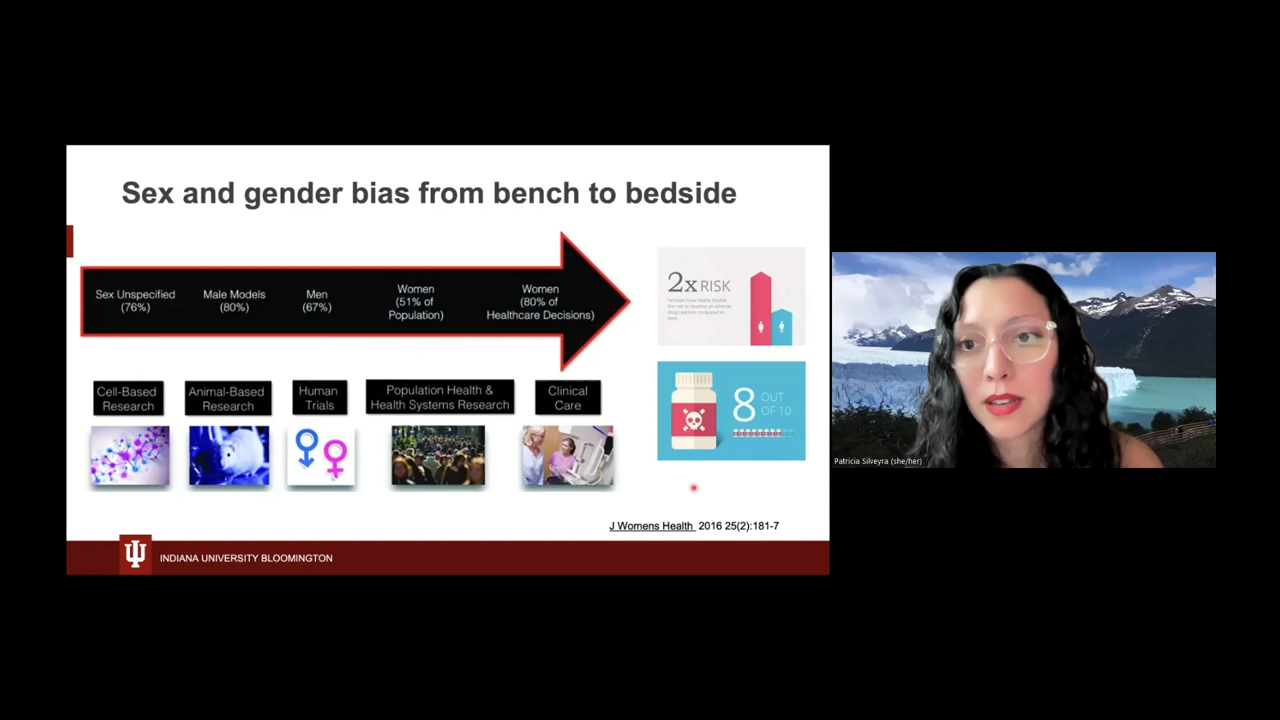 Sex and gender bias from bench to bedside
Sex Unspecified
(76%)
Male Models
(80%)
Men
(67%)
Women
(51% of
Population)
Women
(80% of
Healthcare Decisions)
Cell-Based
Research
Animal-Based
Research
Human
Trials
Population Health &
Health Systems Research
Clinical
Care
2x RISK
Females have nearly double
the risk to develop an adverse
drug reaction compared to
men.
8 OUT
OF 10
J Womens Health 2016 25(2):181-7
INDIANA UNIVERSITY BLOOMINGTON
Patricia Silveyra (she/her)